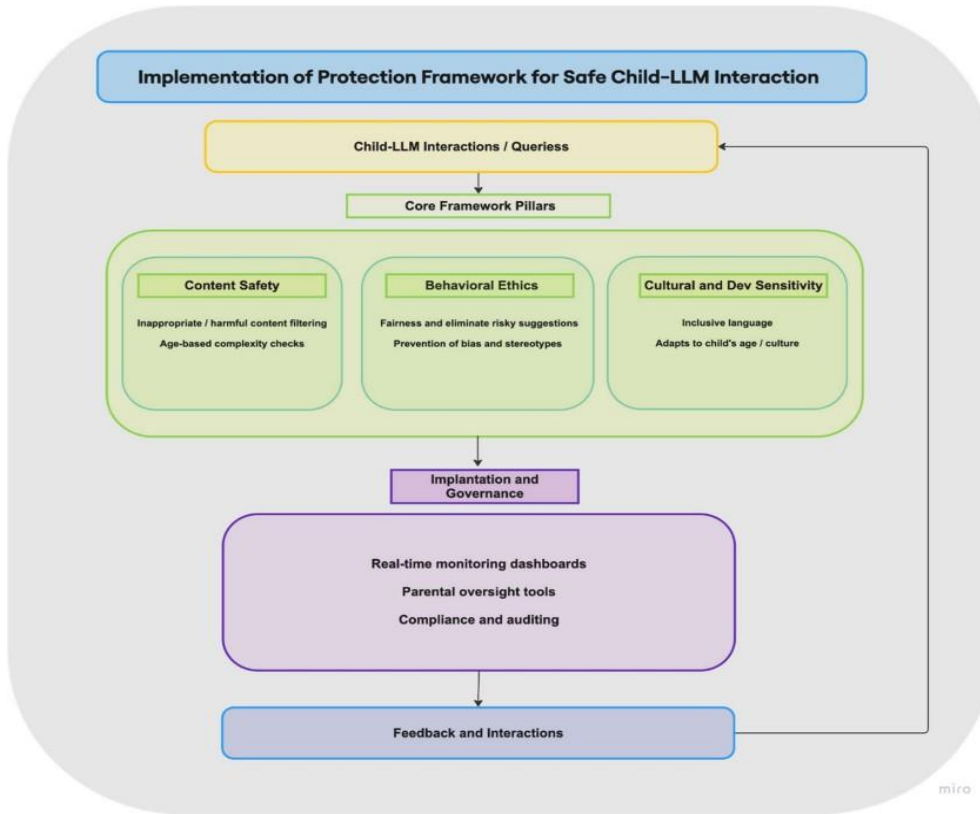 Implementation of Protection Framework for Safe Child-LLM Interaction
Child-LLM Interactions / Queriess
Core Framework Pillars
Content Safety
Inappropriate / harmful content filtering
Age-based complexity checks
Behavioral Ethics
Fairness and eliminate risky suggestions
Prevention of bias and stereotypes
Cultural and Dev Sensitivity
Inclusive language
Adapts to child's age / culture
Implantation and
Governance
Real-time monitoring dashboards
Parental oversight tools
Compliance and auditing
Feedback and Interactions
miro